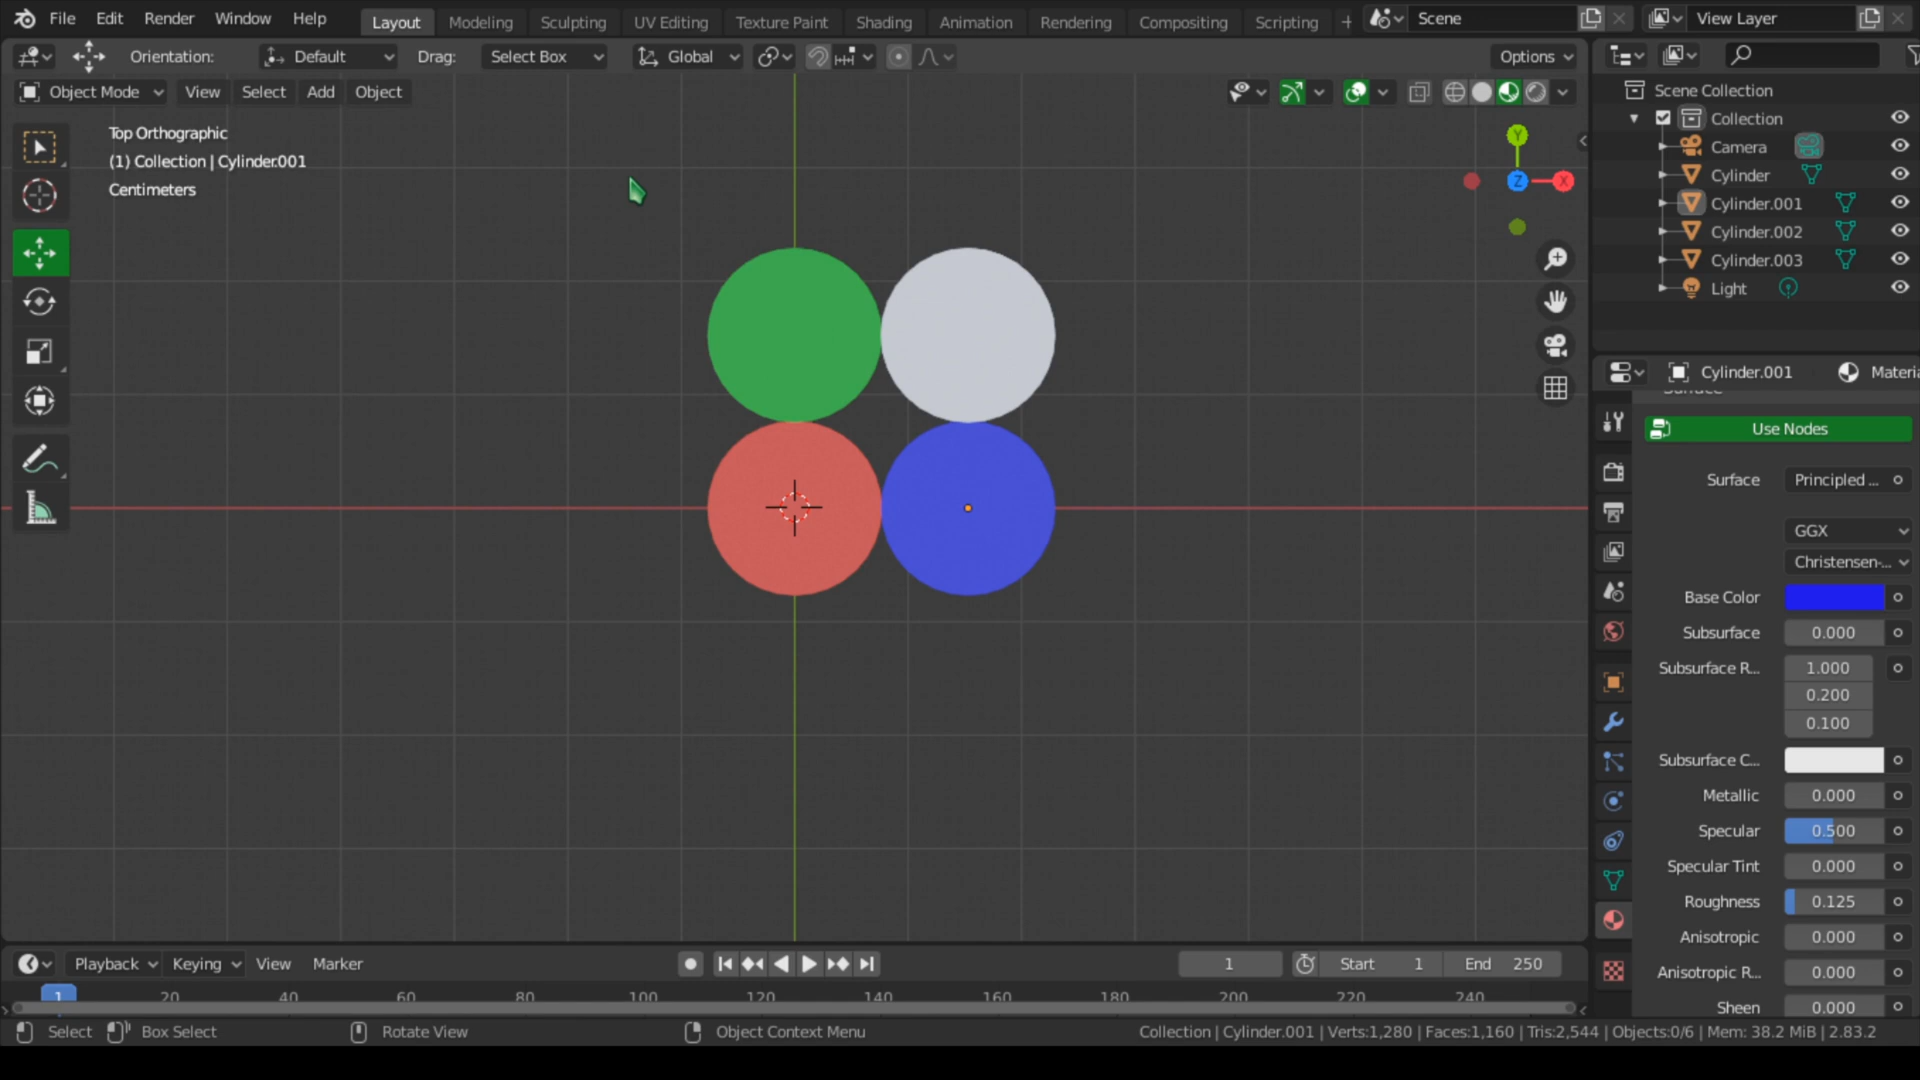 File Edit Render Window Help Layout Modeling Sculpting UV Editing Texture Paint Shading Animation Rendering Compositing Scripting + Scene View Layer
Orientation: Default Drag: Select Box Global Options
Object Mode View Select Add Object
Top Orthographic
(1) Collection | Cylinder.001
Centimeters
Y
Z
X
Scene Collection
Collection
Camera
Cylinder
Cylinder.001
Cylinder.002
Cylinder.003
Light
Cylinder.001 Materi
Surface
Use Nodes
Surface Principled ...
GGX
Christensen-...
Base Color
Subsurface 0.000
Subsurface R... 1.000
0.200
0.100
Subsurface C...
Metallic 0.000
Specular 0.500
Specular Tint 0.000
Roughness 0.125
Anisotropic 0.000
Anisotropic R... 0.000
Sheen 0.000
Playback Keying View Marker 1 Start 1 End 250
1 20 40 60 80 100 120 140 160 180 200 220 240
Select Box Select Rotate View Object Context Menu Collection | Cylinder.001 | Verts:1,280 | Faces:1,160 | Tris:2,544 | Objects:0/6 | Mem: 38.2 MiB | 2.83.2